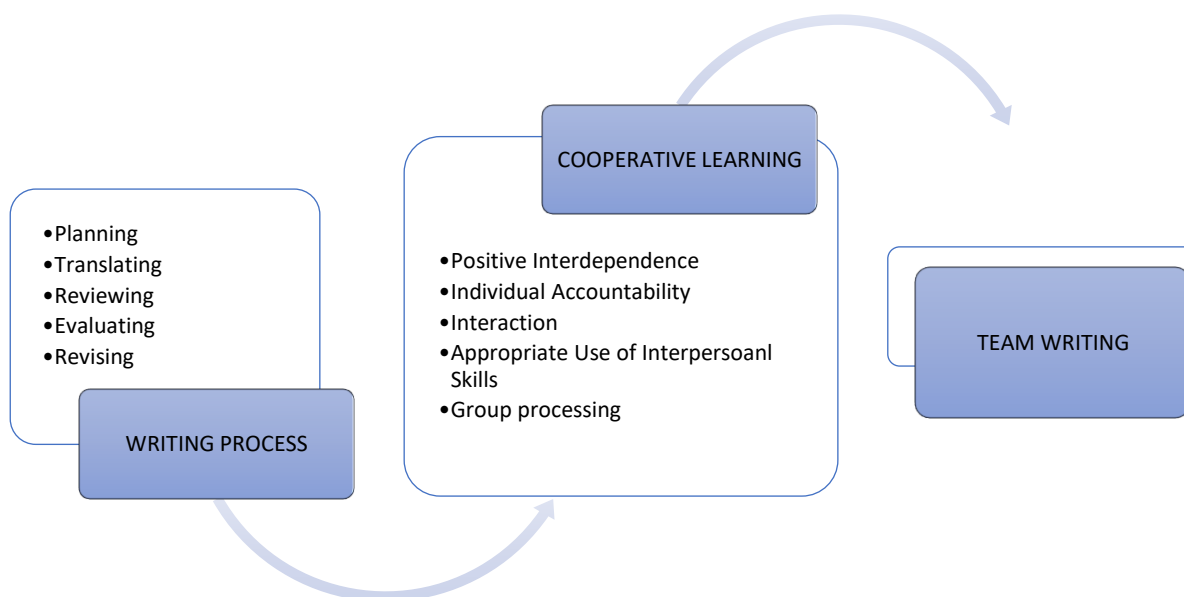 •Planning
•Translating
•Reviewing
•Evaluating
•Revising
WRITING PROCESS
COOPERATIVE LEARNING
•Positive Interdependence
•Individual Accountability
•Interaction
•Appropriate Use of Interpersoanl
Skills
•Group processing
TEAM WRITING